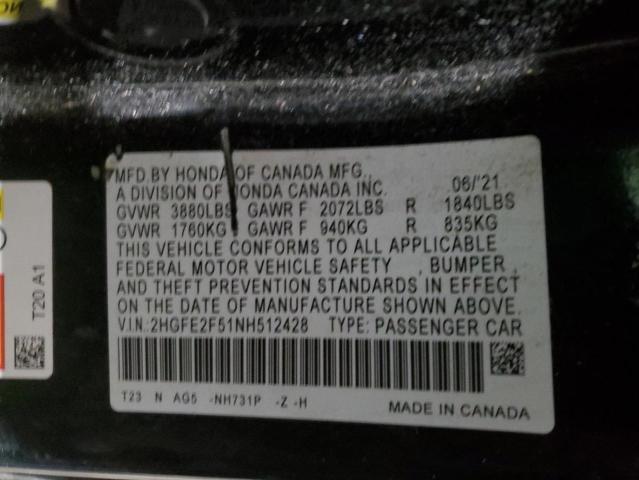 MFD.BY HONDA OF CANADA MFG.,
A DIVISION OF HONDA CANADA INC. 06/'21
GVWR 3880LBS GAWR F 2072LBS R 1840LBS
GVWR 1760KG GAWR F 940KG R 835KG
THIS VEHICLE CONFORMS TO ALL APPLICABLE
FEDERAL MOTOR VEHICLE SAFETY , BUMPER ,
AND THEFT PREVENTION STANDARDS IN EFFECT
ON THE DATE OF MANUFACTURE SHOWN ABOVE.
V.I.N:2HGFE2F51NH512428 TYPE: PASSENGER CAR
T23 N AG5 -NH731P -Z -H
MADE IN CANADA
T20 A1